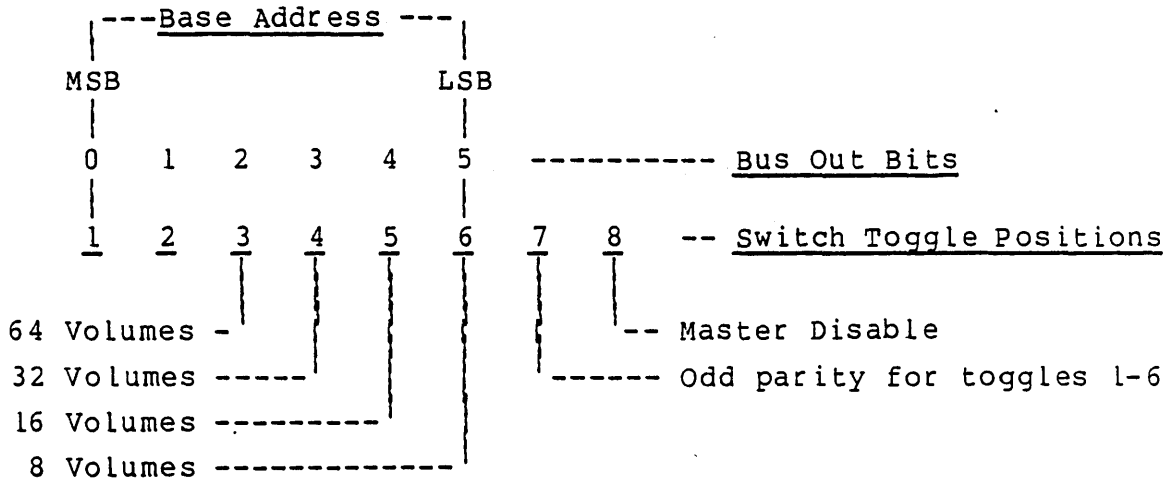 Base Address
MSB LSB
0 1 2 3 4 5 Bus Out Bits
1 2 3 4 5 6 7 8 -- Switch Toggle Positions
64 Volumes - -- Master Disable
32 Volumes ----- ------ Odd parity for toggles 1-6
16 Volumes ---------
8 Volumes -------------